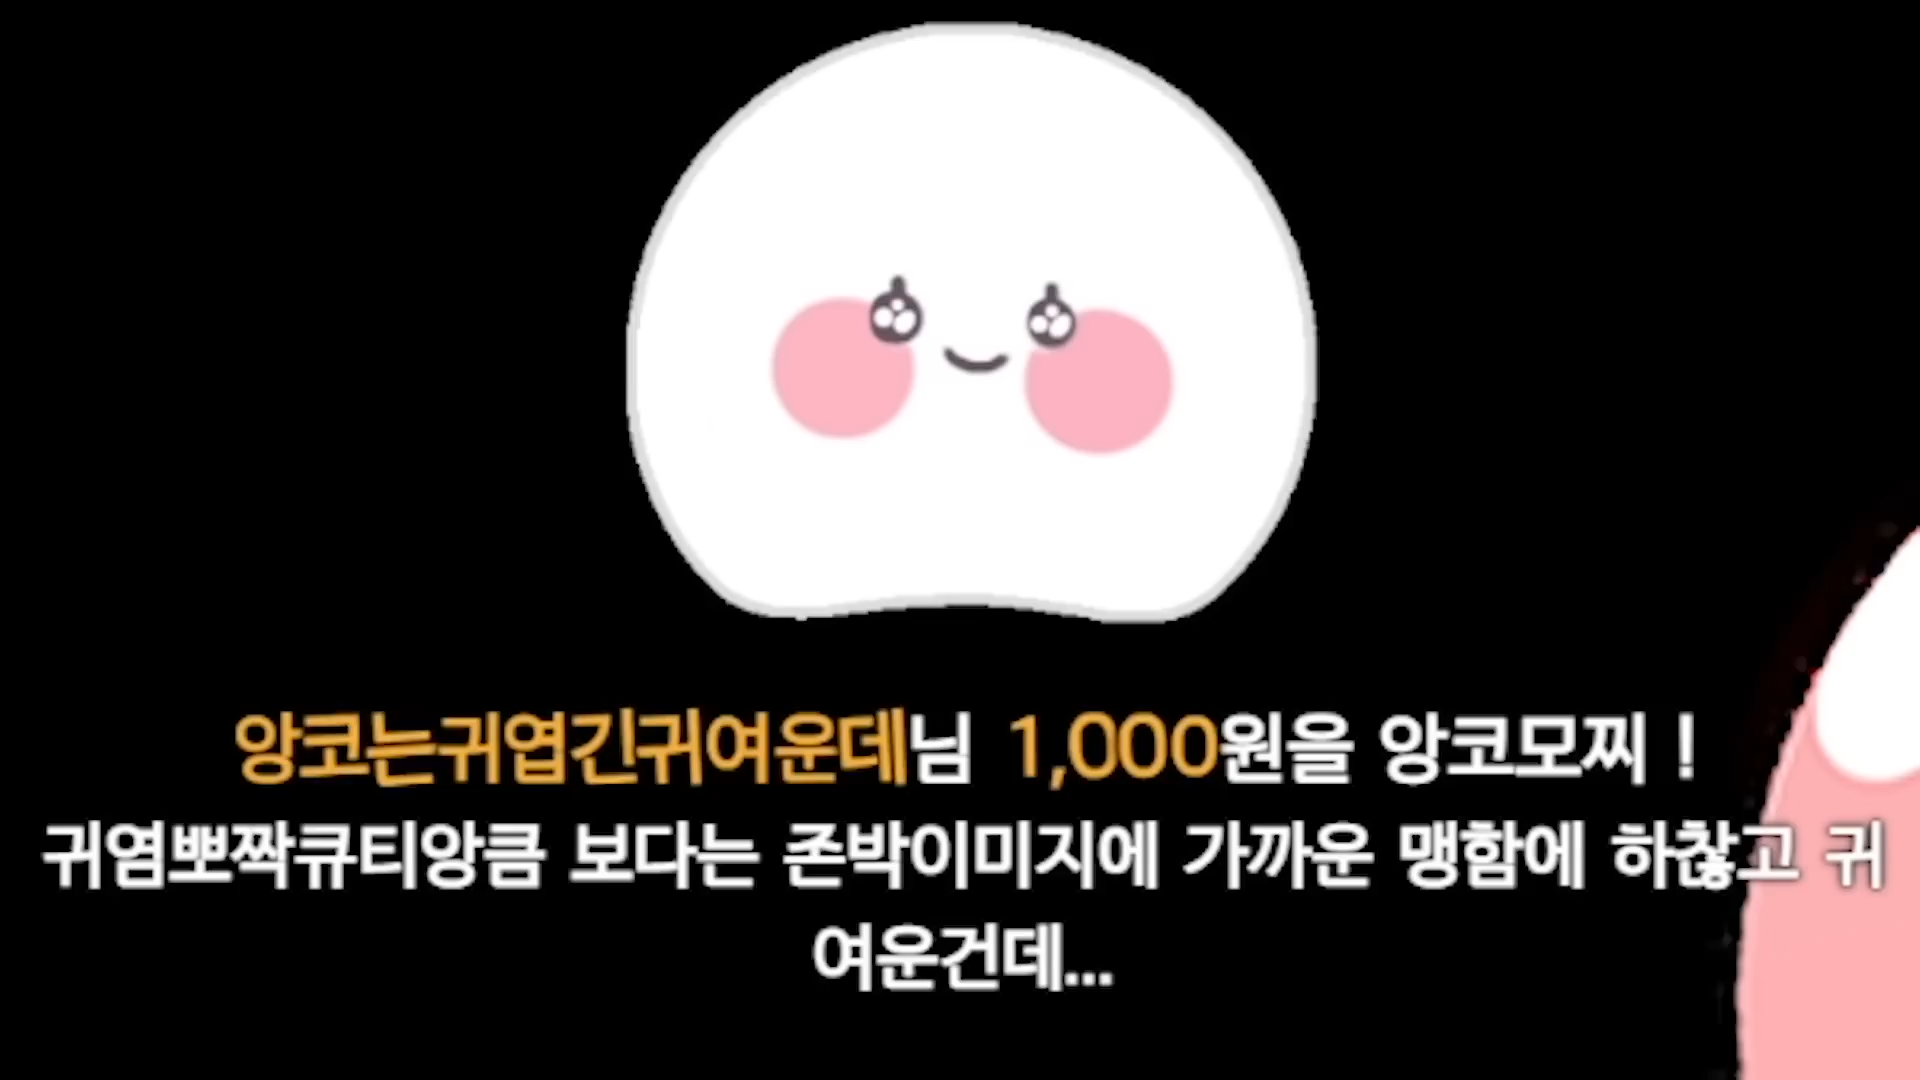 앙코는귀엽긴귀여운데님 1,000원을 앙코모찌 !
귀염뽀짝큐티앙큼 보다는 존박이미지에 가까운 맹함에 하찮고 귀
여운건데...